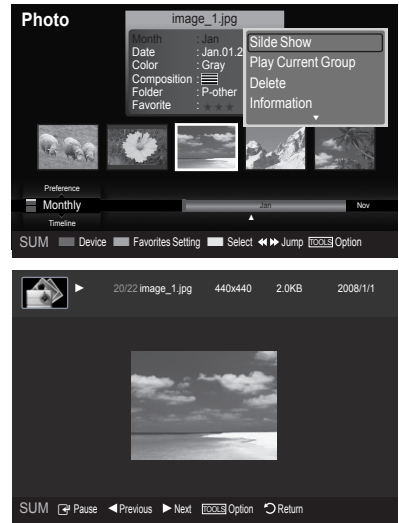 Photo
image_1.jpg
Month : Jan
Date : Jan.01.2
Color : Gray
Composition :
Folder : P-other
Favorite : ★ ★ ★
Silde Show
Play Current Group
Delete
Information
▼
Preference
Monthly
Timeline
Jan
Nov
SUM Device Favorites Setting Select ◀◀ ▶▶ Jump TOOLS Option
▶ 20/22 image_1.jpg 440x440 2.0KB 2008/1/1
SUM Pause ◀ Previous ▶ Next TOOLS Option Return